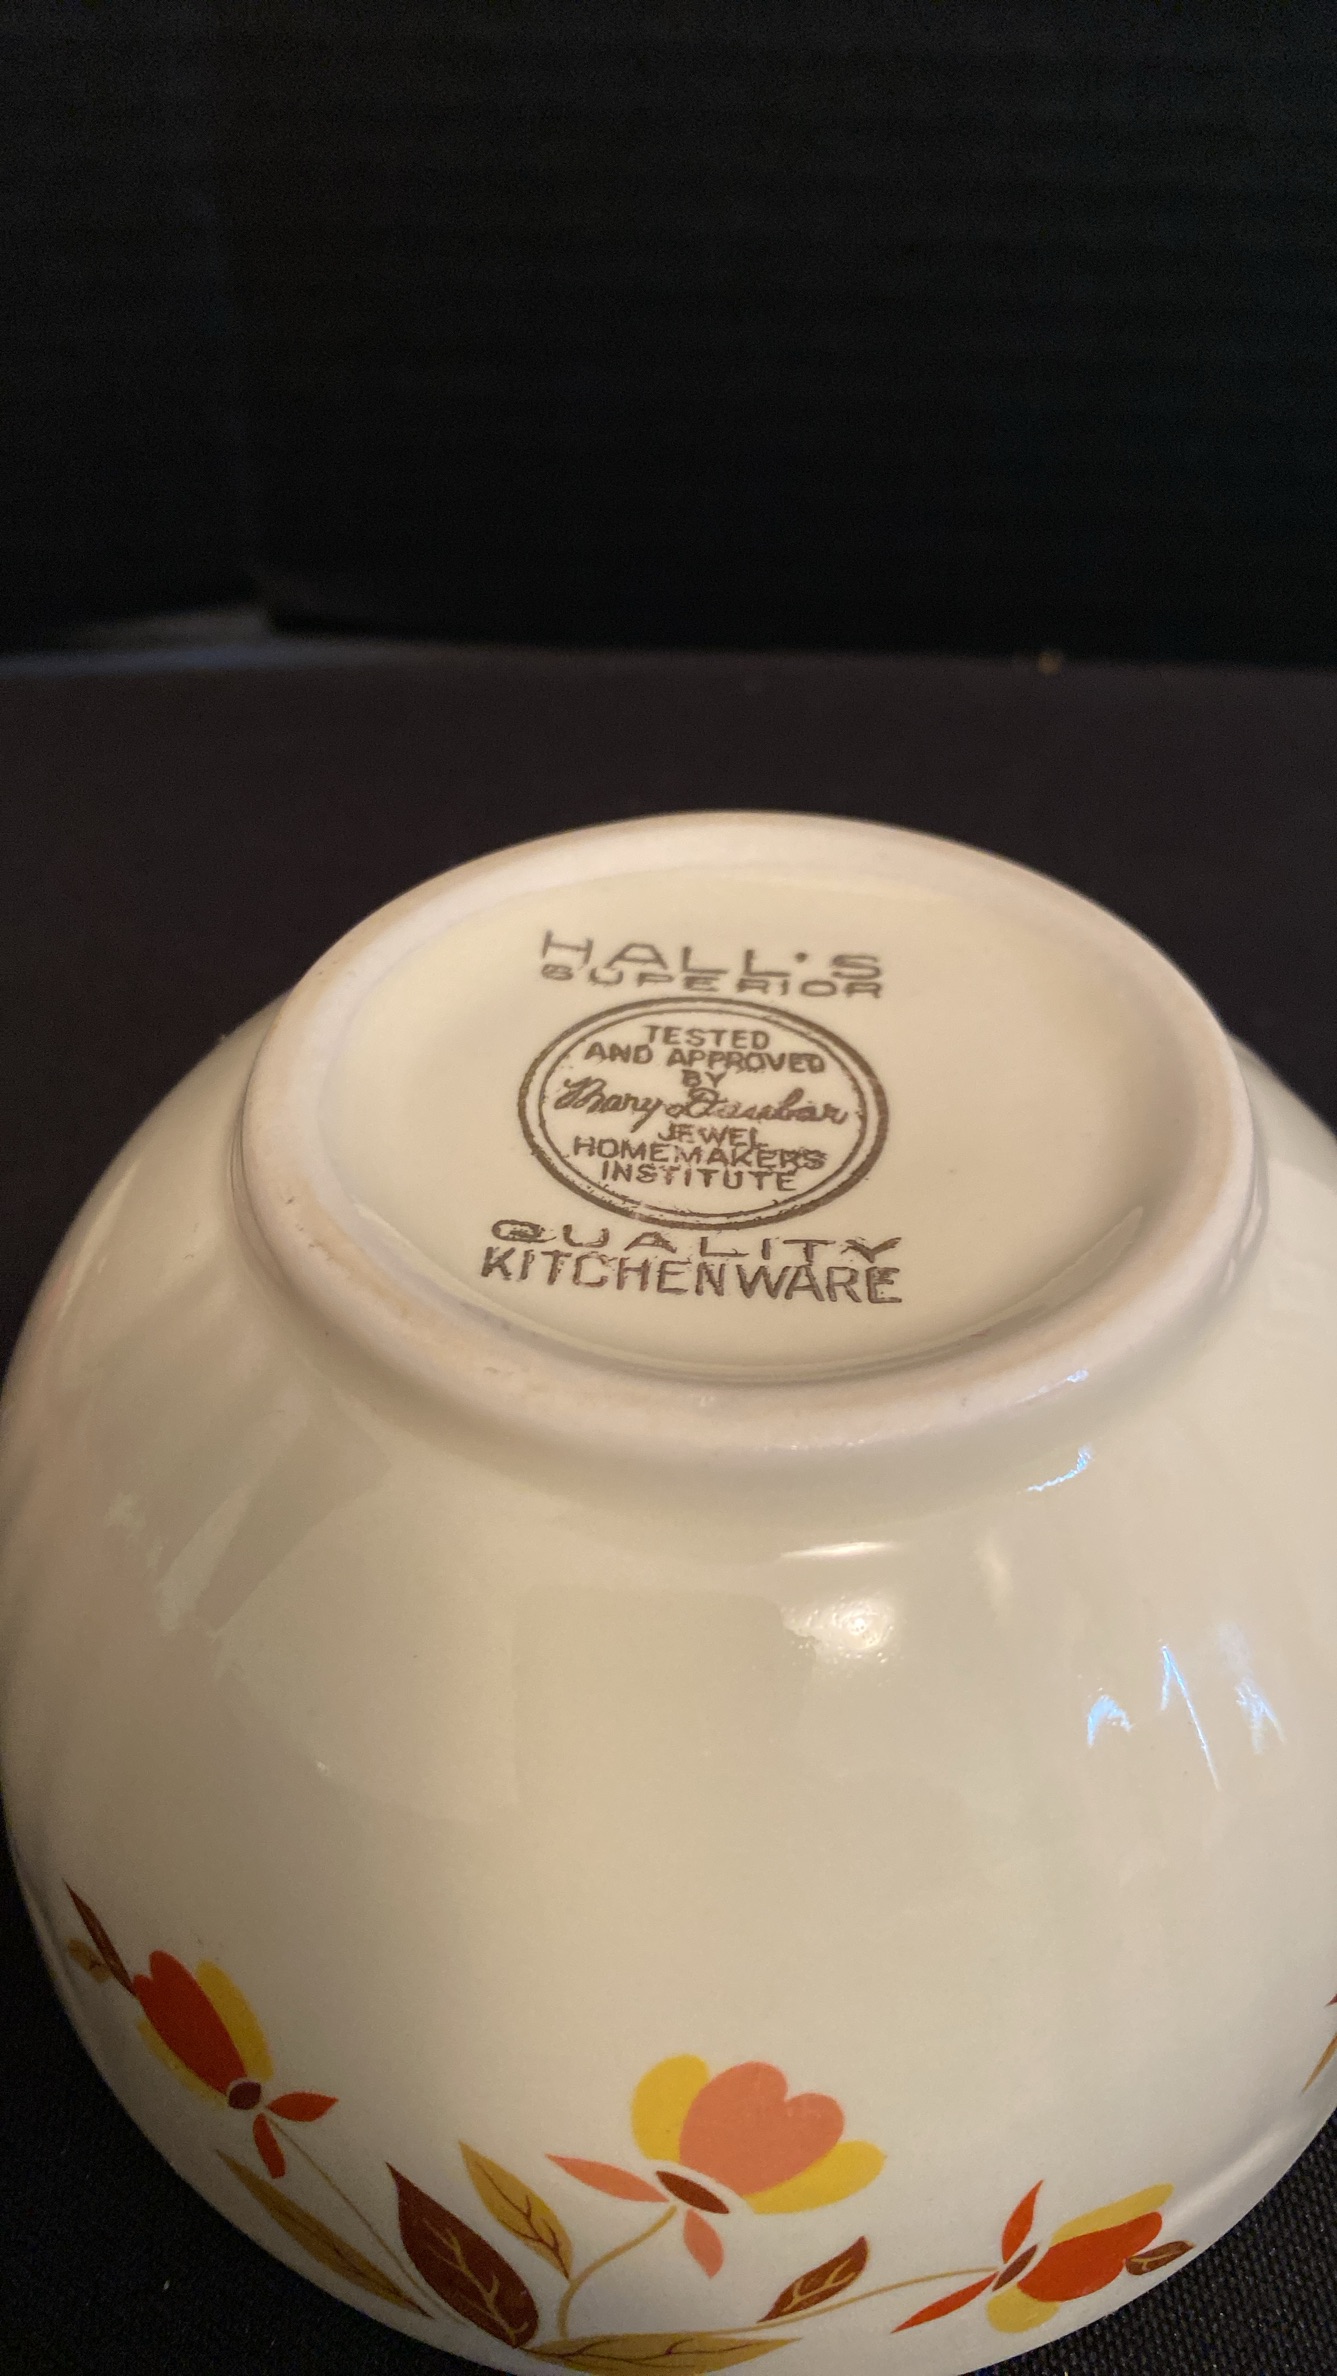 HALL'S
SUPERIOR
TESTED
AND APPROVED
BY
Mary Dunbar
JEWEL
HOMEMAKERS
INSTITUTE
QUALITY
KITCHENWARE